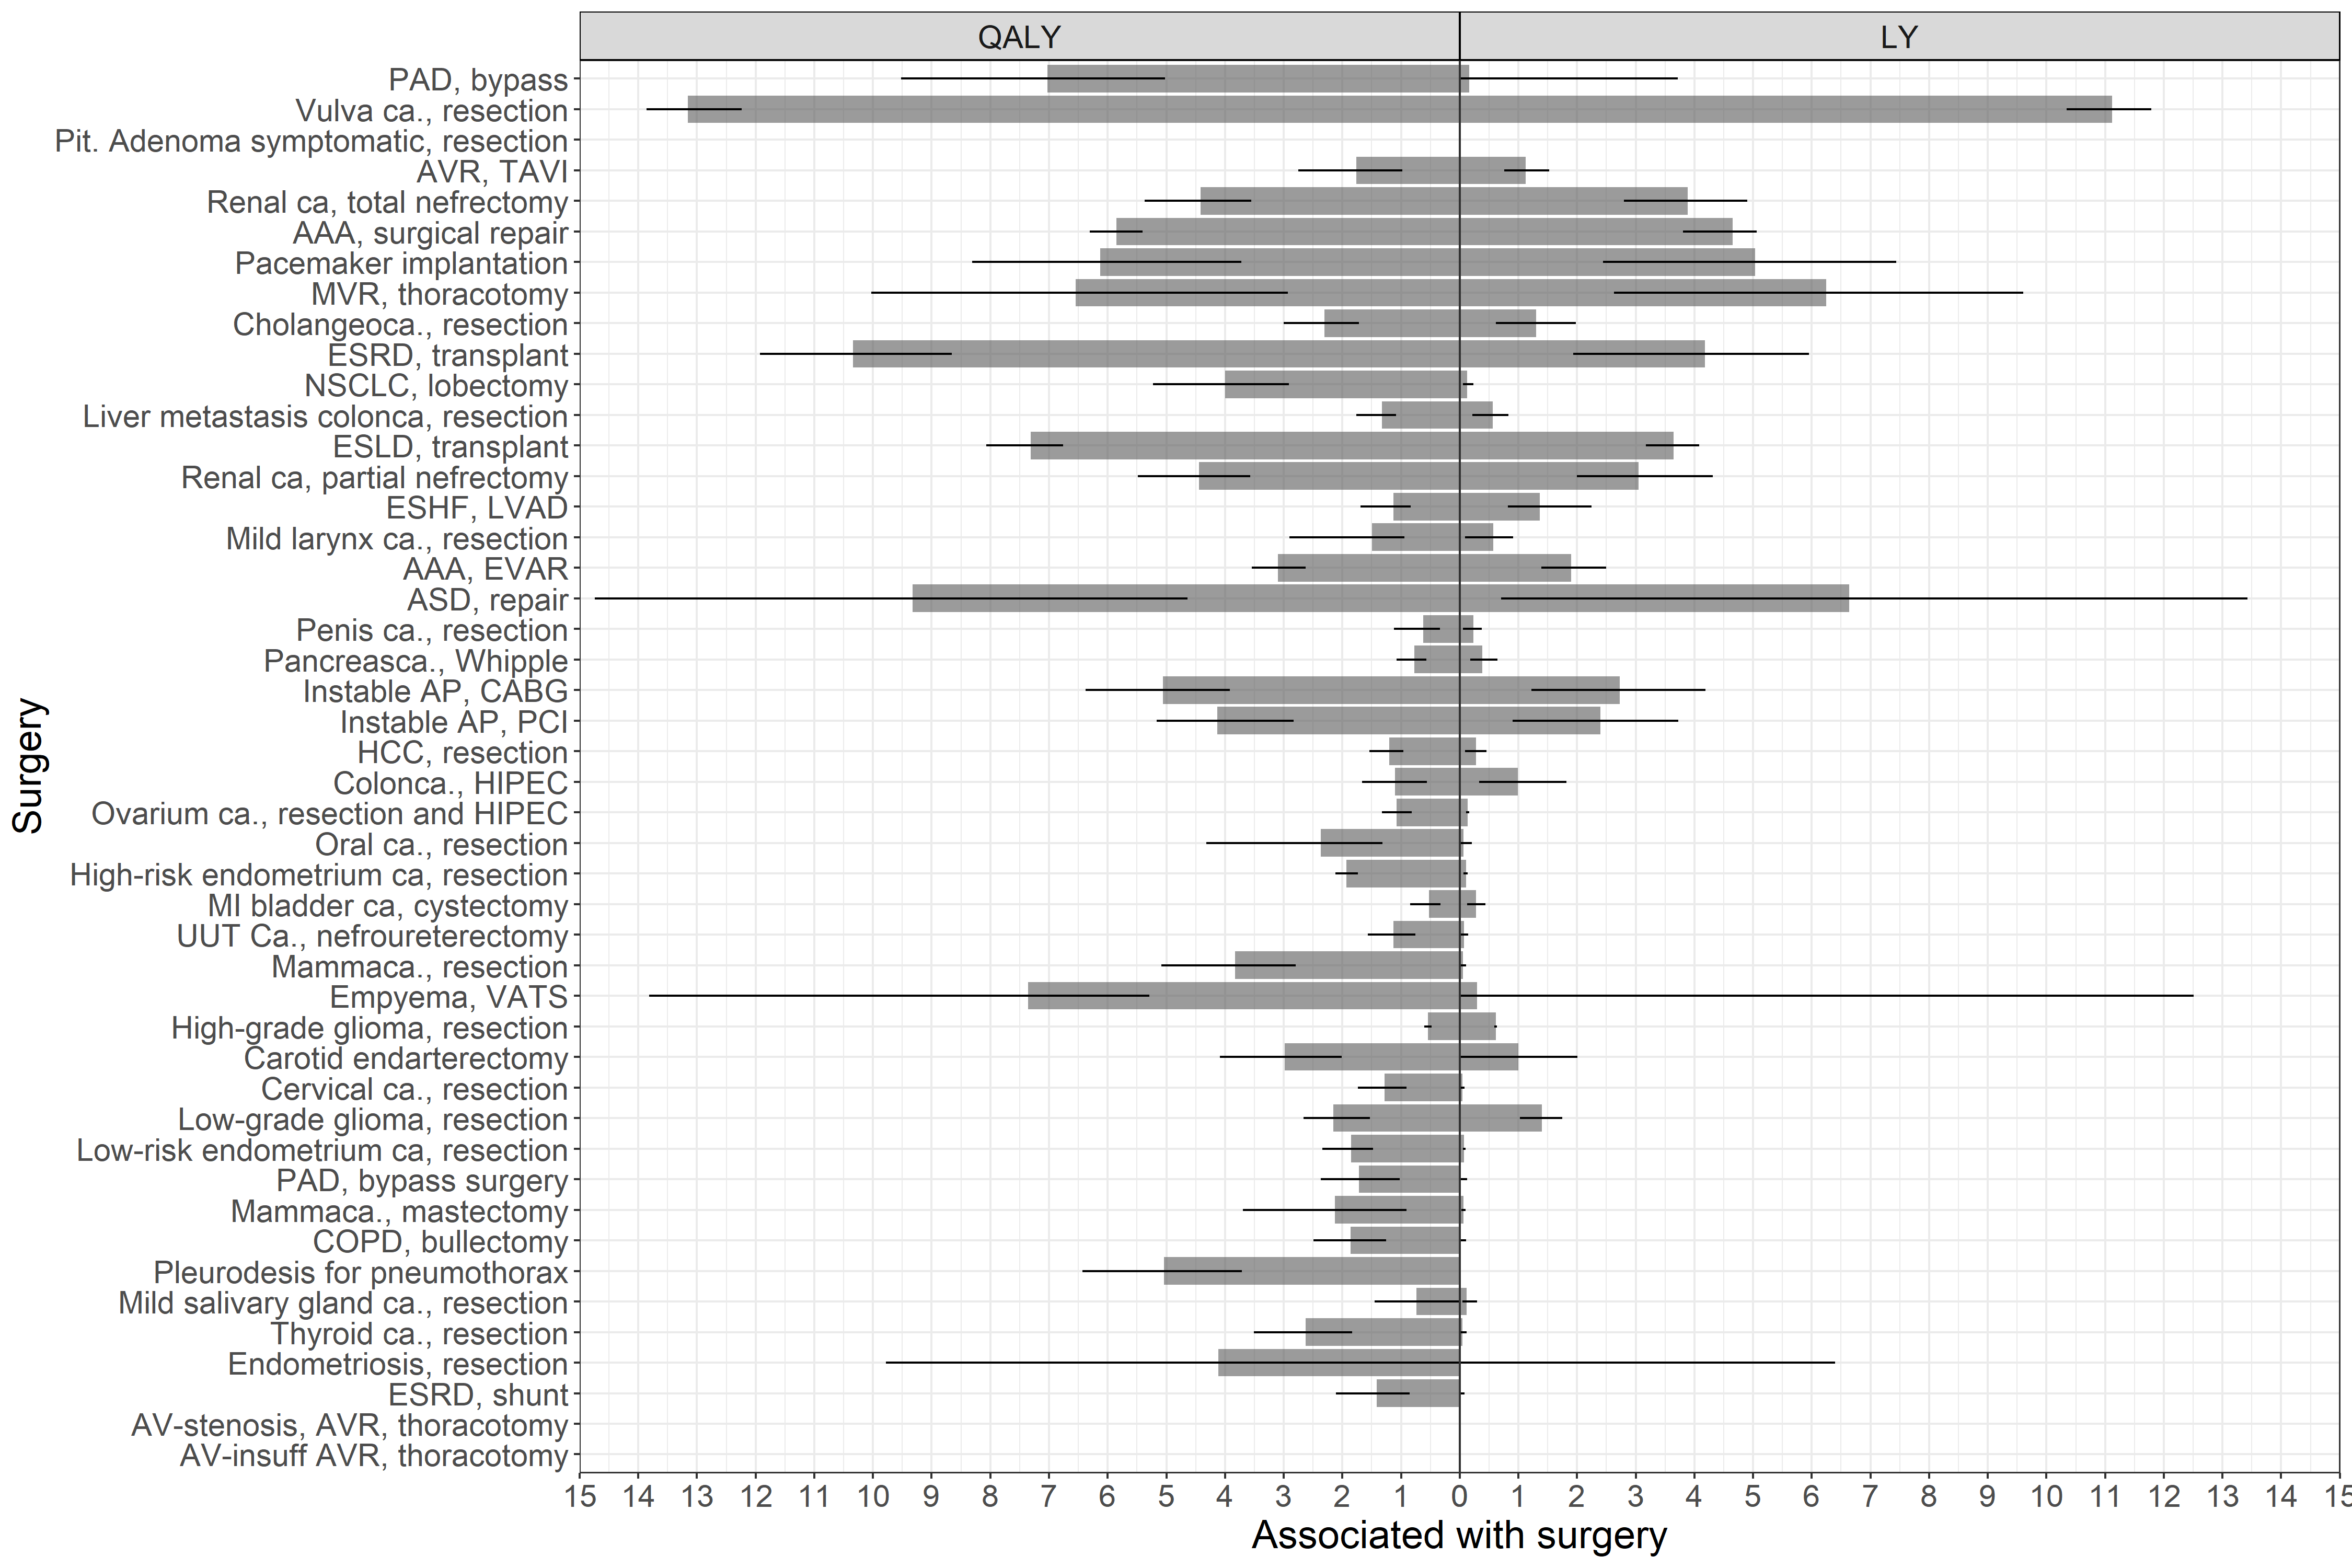 QALY LY
PAD, bypass
Vulva ca., resection
Pit. Adenoma symptomatic, resection
AVR, TAVI
Renal ca, total nefrectomy
AAA, surgical repair
Pacemaker implantation
MVR, thoracotomy
Cholangeoca., resection
ESRD, transplant
NSCLC, lobectomy
Liver metastasis colonca, resection
ESLD, transplant
Renal ca, partial nefrectomy
ESHF, LVAD
Mild larynx ca., resection
AAA, EVAR
ASD, repair
Penis ca., resection
Pancreasca., Whipple
Instable AP, CABG
Instable AP, PCI
HCC, resection
Colonca., HIPEC
Ovarium ca., resection and HIPEC
Oral ca., resection
High-risk endometrium ca, resection
MI bladder ca, cystectomy
UUT Ca., nefroureterectomy
Mammaca., resection
Empyema, VATS
High-grade glioma, resection
Carotid endarterectomy
Cervical ca., resection
Low-grade glioma, resection
Low-risk endometrium ca, resection
PAD, bypass surgery
Mammaca., mastectomy
COPD, bullectomy
Pleurodesis for pneumothorax
Mild salivary gland ca., resection
Thyroid ca., resection
Endometriosis, resection
ESRD, shunt
AV-stenosis, AVR, thoracotomy
AV-insuff AVR, thoracotomy
Surgery
15 14 13 12 11 10 9 8 7 6 5 4 3 2 1 0 1 2 3 4 5 6 7 8 9 10 11 12 13 14 15
Associated with surgery